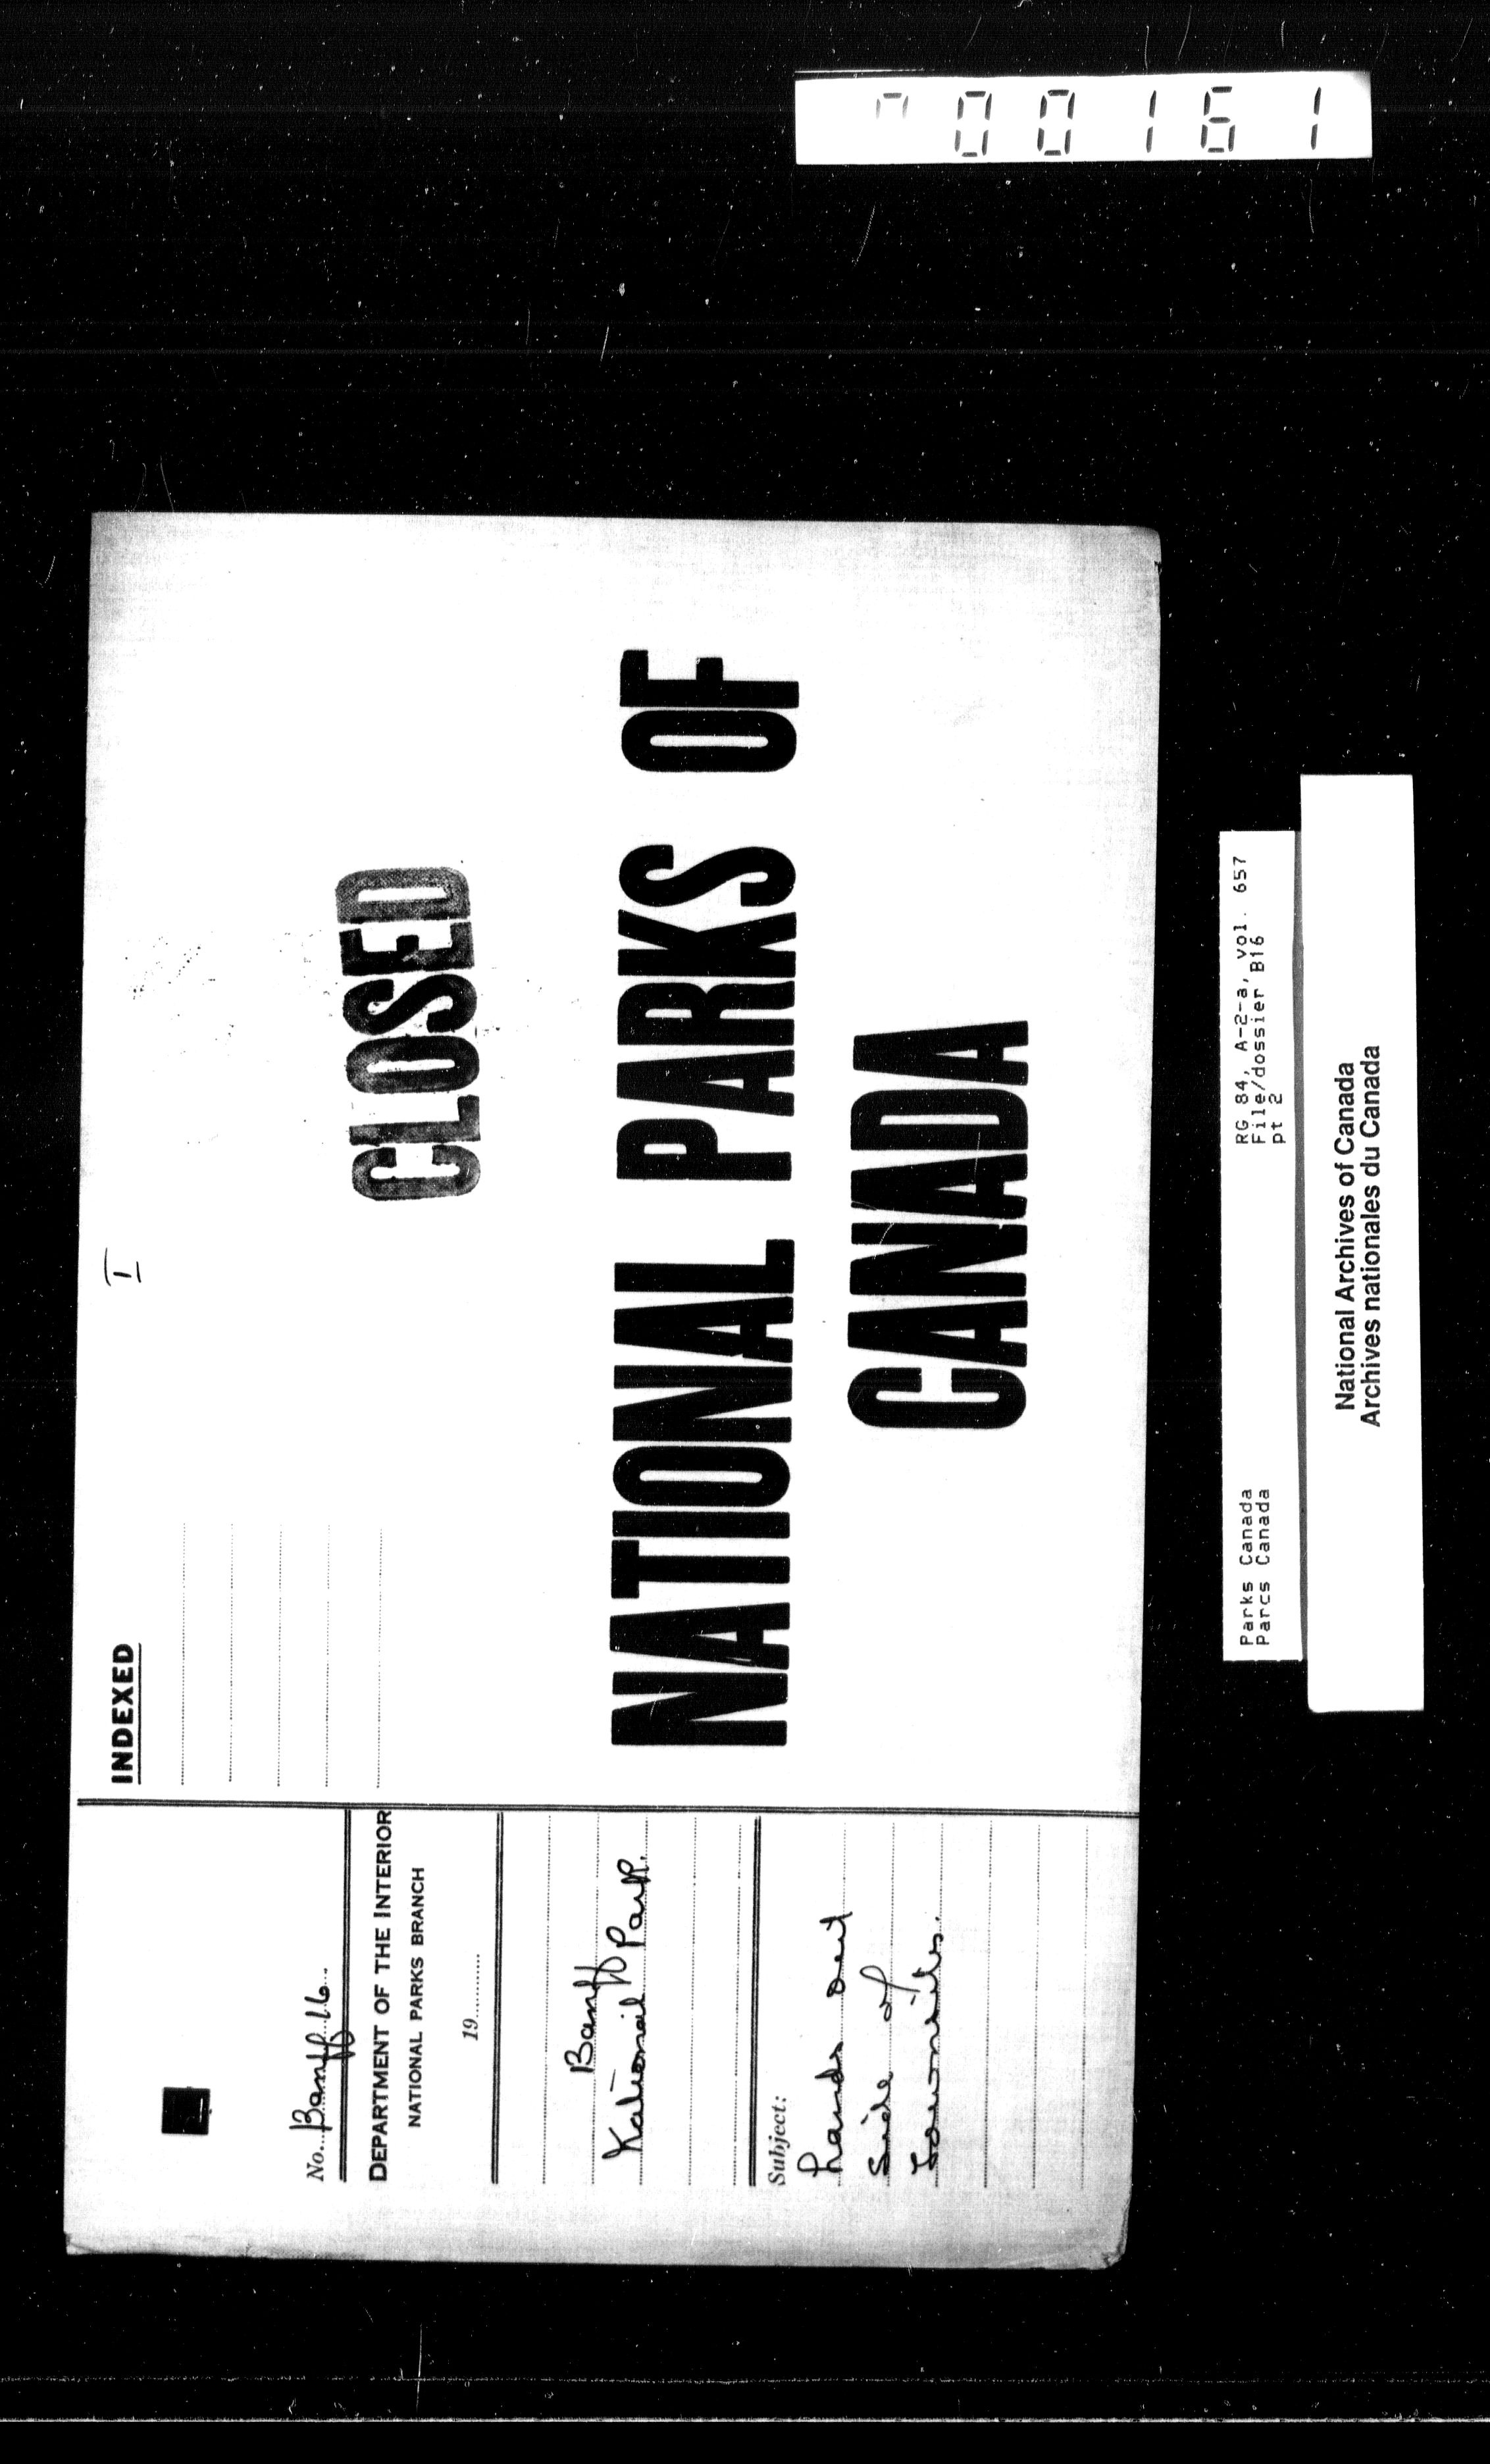 000161
No. Banff 16
DEPARTMENT OF THE INTERIOR
NATIONAL PARKS BRANCH
19
Banff
National Park.
Subject:
Lands out
side of
Townsites.
INDEXED
I
CLOSED
NATIONAL PARKS OF
CANADA
Parks Canada
Parcs Canada
RG 84, A-2-a, vol. 657
File/dossier B16
pt 2
National Archives of Canada
Archives nationales du Canada